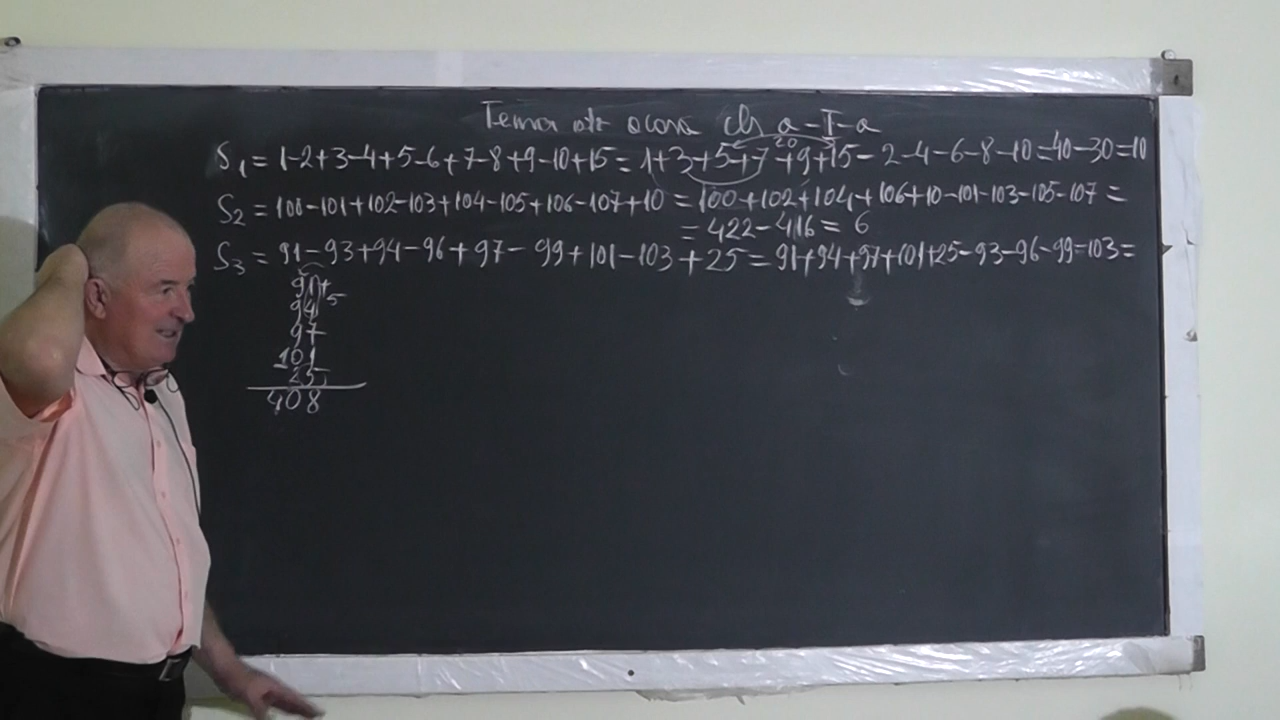 Tema acasa cls a-I-a
S₁ = 1-2+3-4+5-6+7-8+9-10+15 = 1+3+5+7+9+15-2-4-6-8-10=40-30=10
20
S₂ = 100-101+102-103+104-105+106-107+10 = 100+102+104+106+10-101-103-105-107 =
= 422-416 = 6
S₃ = 91-93+94-96+97-99+101-103+25 = 91+94+97+101+25-93-96-99-103=
91+
94
5
97
101
25
408